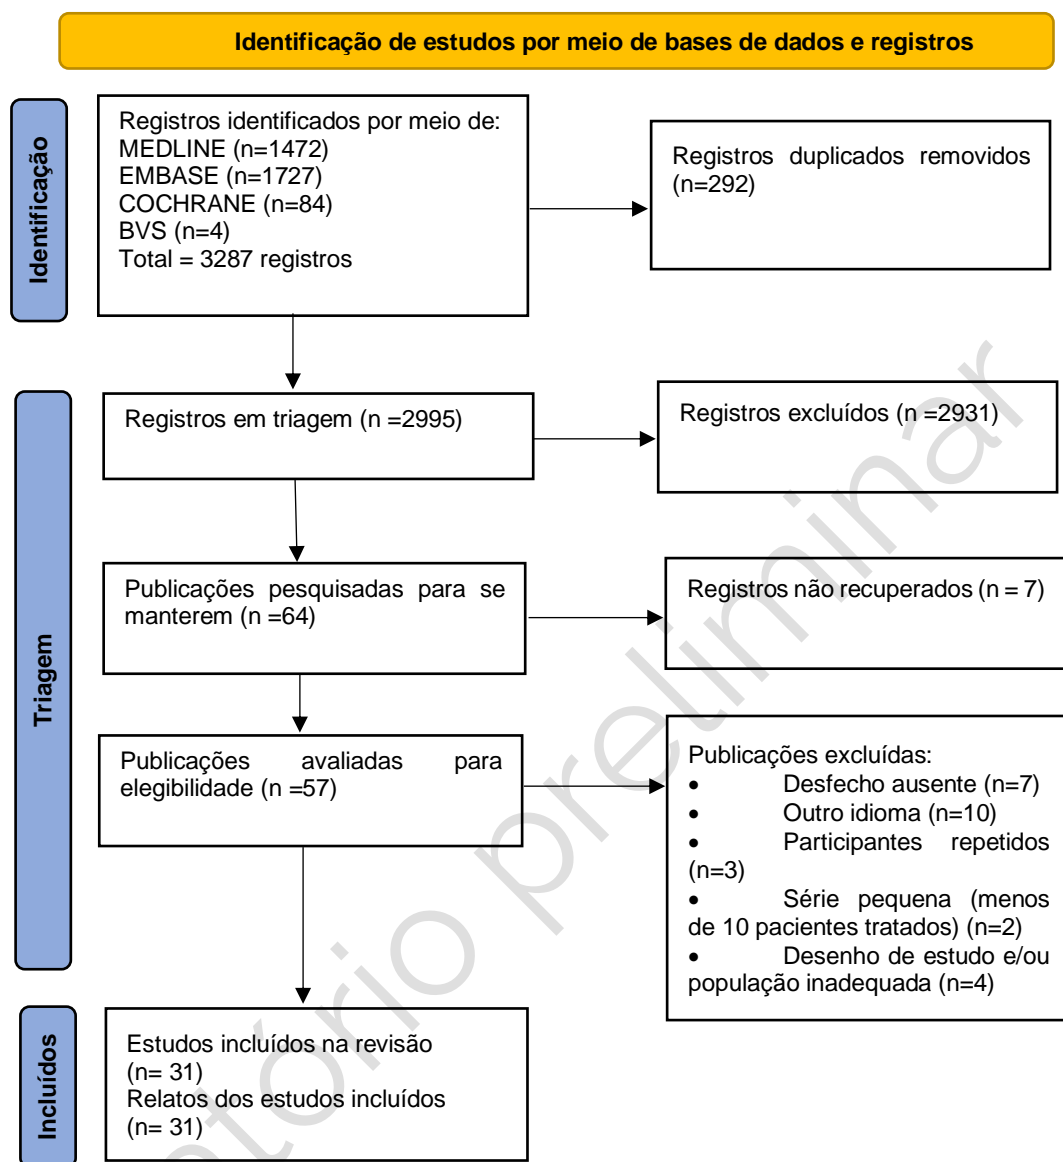 Identificação de estudos por meio de bases de dados e registros
Identificação
Registros identificados por meio de:
MEDLINE (n=1472)
EMBASE (n=1727)
COCHRANE (n=84)
BVS (n=4)
Total = 3287 registros
Registros duplicados removidos
(n=292)
Triagem
Registros em triagem (n =2995)
Registros excluídos (n =2931)
Publicações pesquisadas para se
manterem (n =64)
Registros não recuperados (n = 7)
Publicações avaliadas para
elegibilidade (n =57)
Publicações excluídas:
• Desfecho ausente (n=7)
• Outro idioma (n=10)
• Participantes repetidos
(n=3)
• Série pequena (menos
de 10 pacientes tratados) (n=2)
• Desenho de estudo e/ou
população inadequada (n=4)
Incluídos
Estudos incluídos na revisão
(n= 31)
Relatos dos estudos incluídos
(n= 31)
atório preliminar